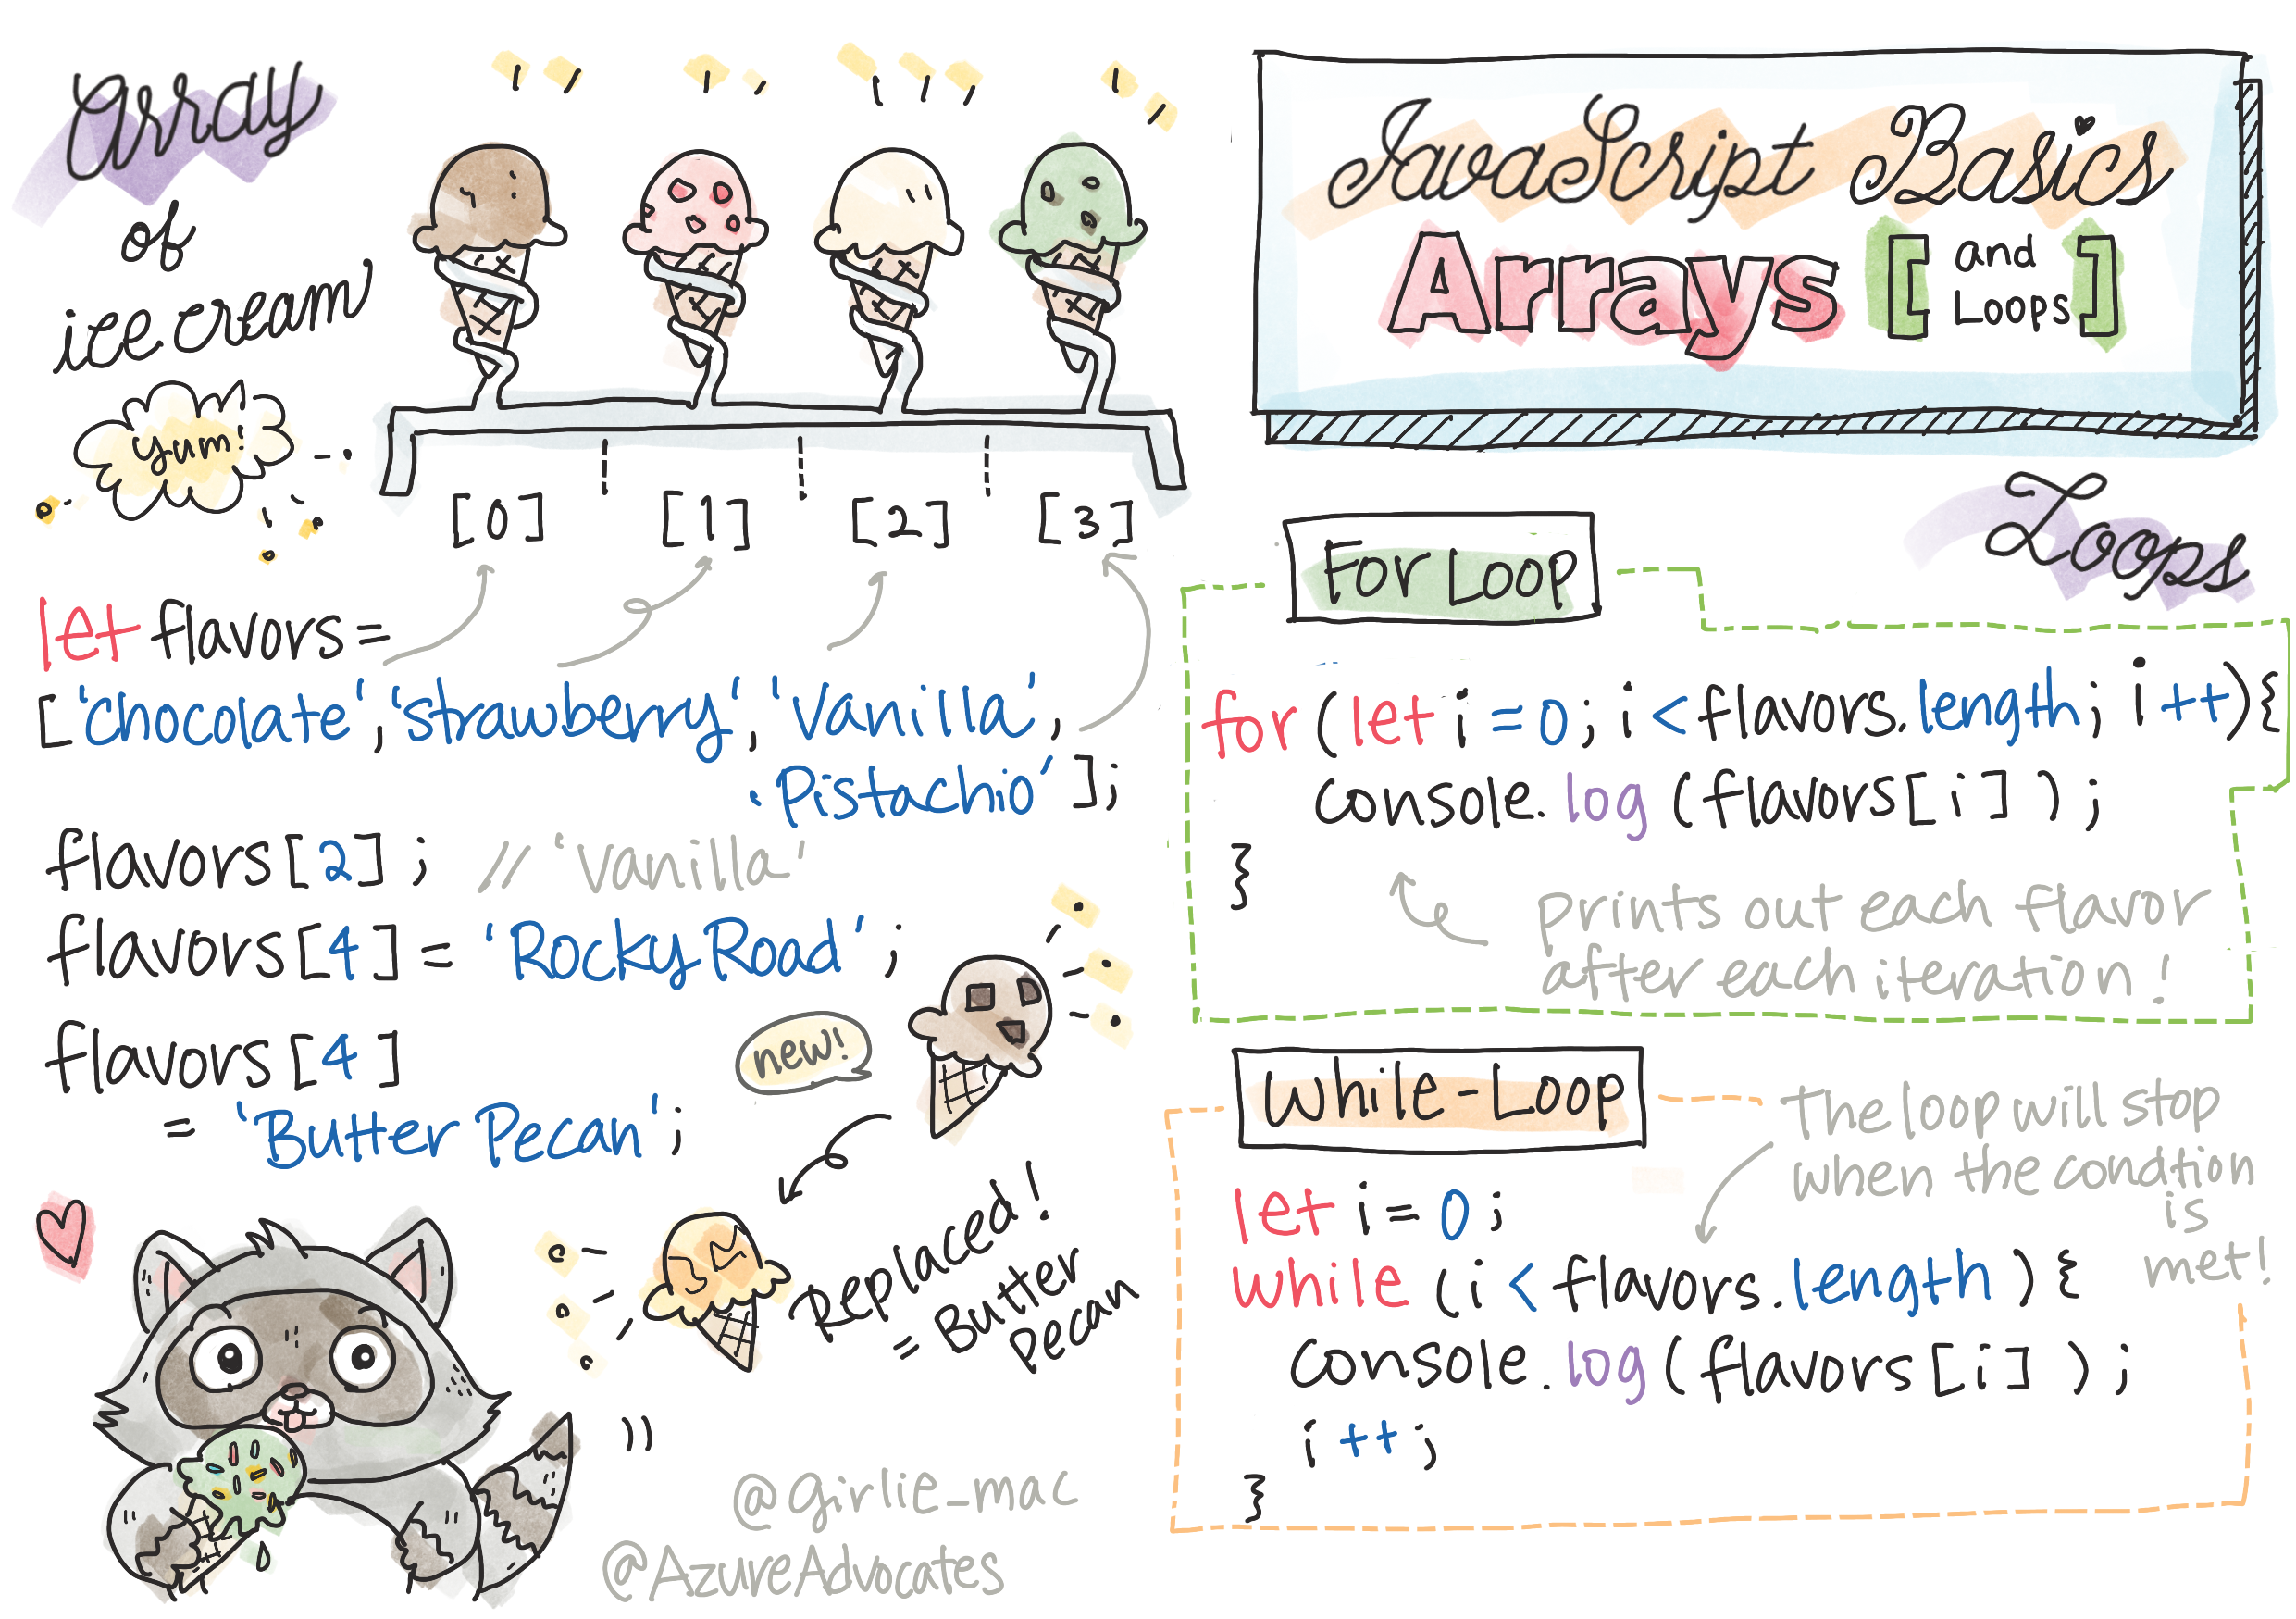 Array
of
ice cream
yum!
[0] [1] [2] [3]
let flavors =
['chocolate', 'strawberry', 'Vanilla',
'Pistachio'];
flavors[2]; // 'Vanilla'
flavors[4] = 'Rocky Road';
new!
flavors[4]
= 'Butter Pecan';
Replaced!
= Butter
Pecan
@girlie_mac
@AzureAdvocates
JavaScript Basics
Arrays [and
Loops]
Loops
For Loop
for (let i = 0; i < flavors.length; i++){
console.log(flavors[i]);
}
prints out each flavor
after each iteration!
While-Loop
The loop will stop
when the condtion
is
met!
let i = 0;
while (i < flavors.length) {
console.log(flavors[i]);
i++;
}